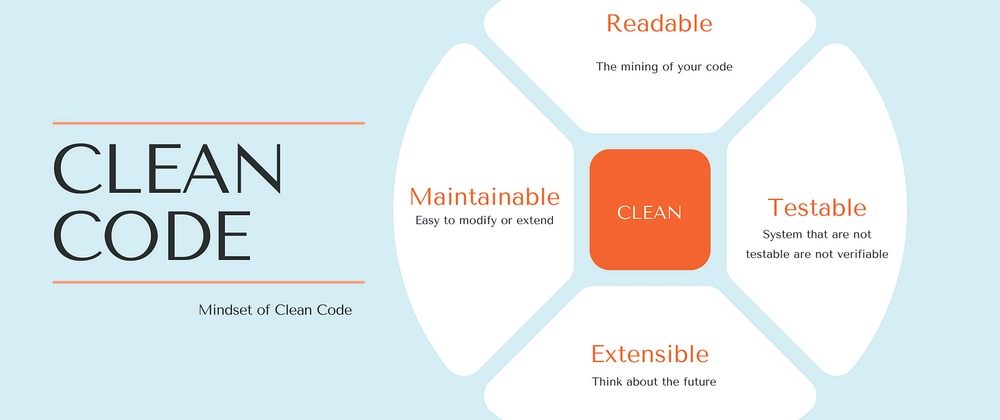 CLEAN
CODE
Mindset of Clean Code
Readable
The mining of your code
Maintainable
Easy to modify or extend
CLEAN
Testable
System that are not
testable are not verifiable
Extensible
Think about the future